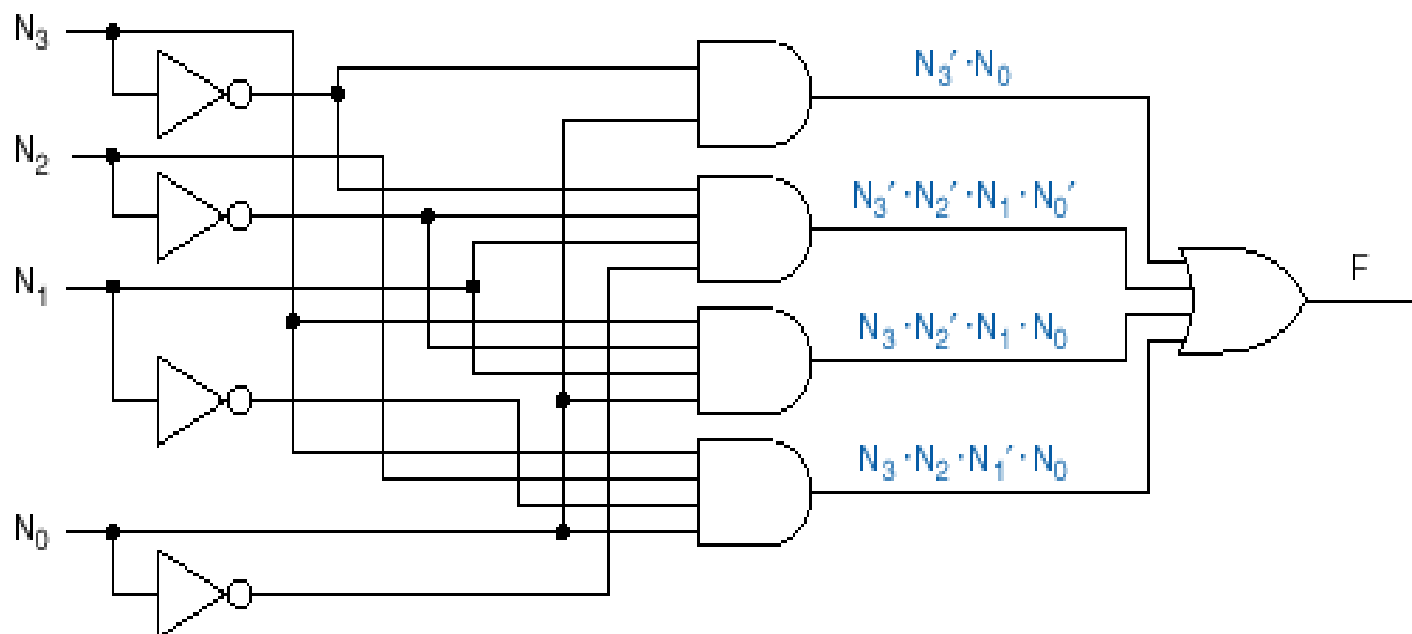 N₃
N₃′ · N₀
N₂
N₃′ · N₂′ · N₁ · N₀′
N₁
F
N₃ · N₂′ · N₁ · N₀
N₃ · N₂ · N₁′ · N₀
N₀